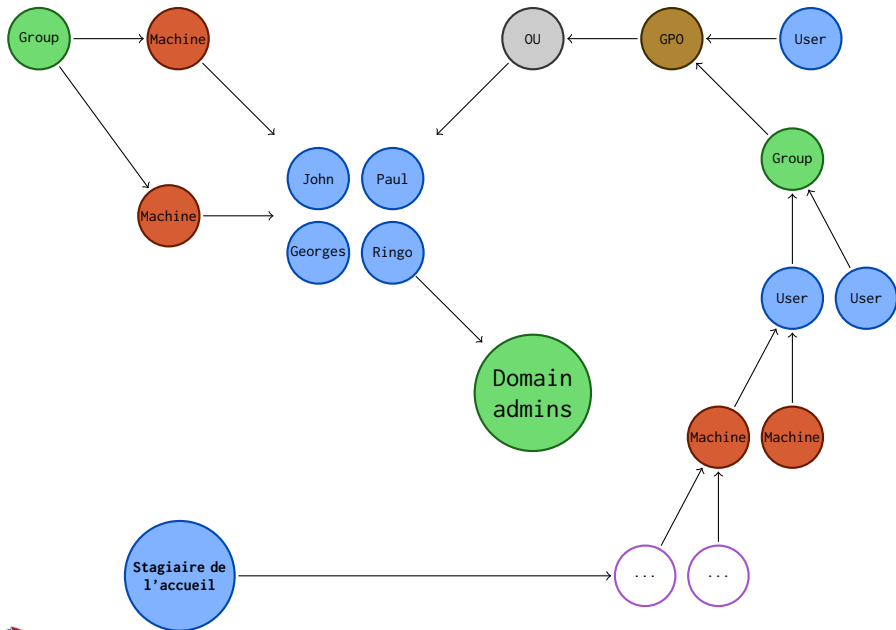 Group
Machine
OU
GPO
User
Group
John
Paul
Machine
Georges
Ringo
User
User
Domain
admins
Machine
Machine
Stagiaire de
l'accueil
...
...